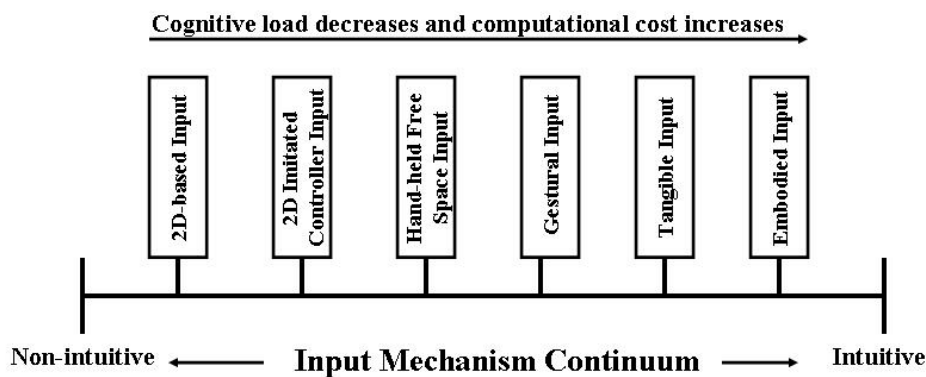 Cognitive load decreases and computational cost increases
2D-based Input
2D Imitated
Controller Input
Hand-held Free
Space Input
Gestural Input
Tangible Input
Embodied Input
Non-intuitive
Input Mechanism Continuum
Intuitive